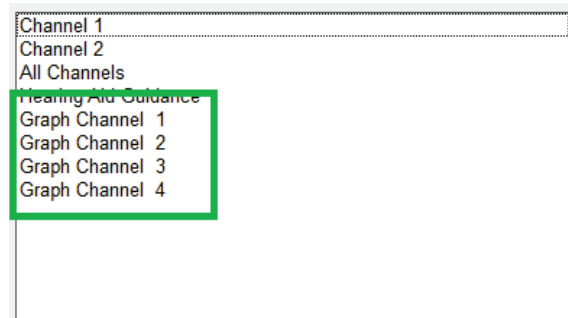 Channel 1
Channel 2
All Channels
Hearing Aid Guidance
Graph Channel  1
Graph Channel  2
Graph Channel  3
Graph Channel  4